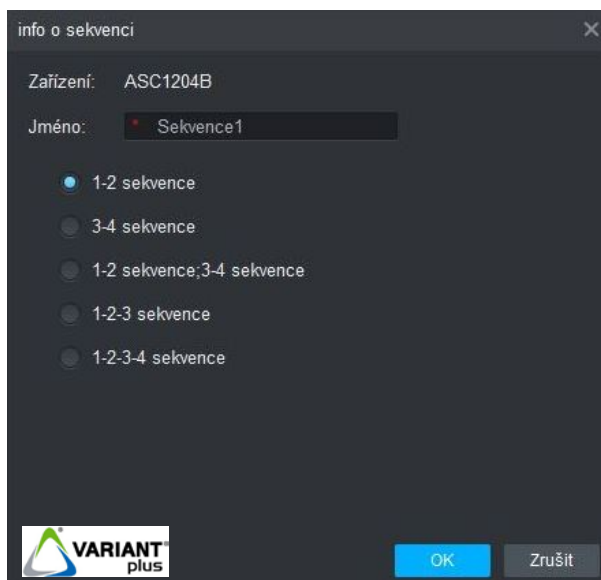 info o sekvenci
Zařízení: ASC1204B
Jméno: * Sekvence1
1-2 sekvence
3-4 sekvence
1-2 sekvence;3-4 sekvence
1-2-3 sekvence
1-2-3-4 sekvence
VARIANT
plus
OK Zrušit